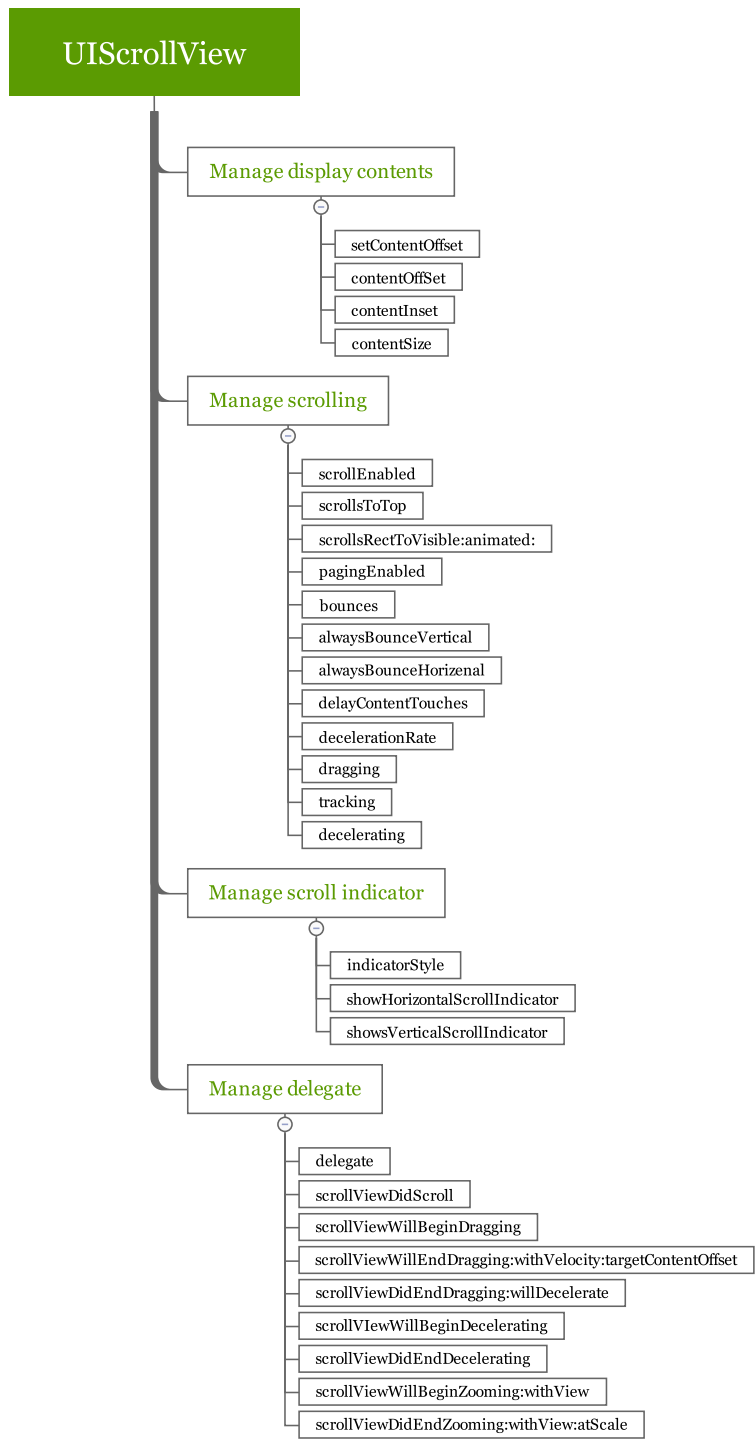 UIScrollView
Manage display contents
setContentOffset
contentOffSet
contentInset
contentSize
Manage scrolling
scrollEnabled
scrollsToTop
scrollsRectToVisible:animated:
pagingEnabled
bounces
alwaysBounceVertical
alwaysBounceHorizenal
delayContentTouches
decelerationRate
dragging
tracking
decelerating
Manage scroll indicator
indicatorStyle
showHorizontalScrollIndicator
showsVerticalScrollIndicator
Manage delegate
delegate
scrollViewDidScroll
scrollViewWillBeginDragging
scrollViewWillEndDragging:withVelocity:targetContentOffset
scrollViewDidEndDragging:willDecelerate
scrollVIewWillBeginDecelerating
scrollViewDidEndDecelerating
scrollViewWillBeginZooming:withView
scrollViewDidEndZooming:withView:atScale